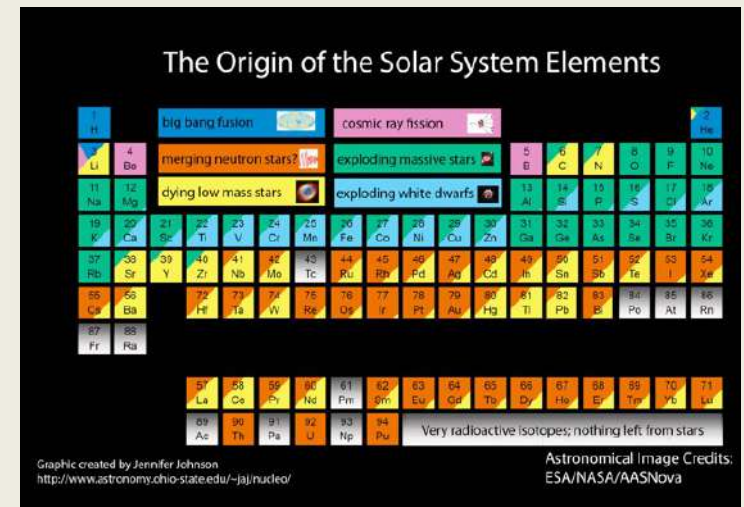 The Origin of the Solar System Elements
1
H
big bang fusion
cosmic ray fission
2
He
3
Li
4
Be
merging neutron stars?
exploding massive stars
5
B
6
C
7
N
8
O
9
F
10
Ne
11
Na
12
Mg
dying low mass stars
exploding white dwarfs
13
Al
14
Si
15
P
16
S
17
Cl
18
Ar
19
K
20
Ca
21
Sc
22
Ti
23
V
24
Cr
25
Mn
26
Fe
27
Co
28
Ni
29
Cu
30
Zn
31
Ga
32
Ge
33
As
34
Se
35
Br
36
Kr
37
Rb
38
Sr
39
Y
40
Zr
41
Nb
42
Mo
43
Tc
44
Ru
45
Rh
46
Pd
47
Ag
48
Cd
49
In
50
Sn
51
Sb
52
Te
53
I
54
Xe
55
Cs
56
Ba
72
Hf
73
Ta
74
W
75
Re
76
Os
77
Ir
78
Pt
79
Au
80
Hg
81
Tl
82
Pb
83
Bi
84
Po
85
At
86
Rn
87
Fr
88
Ra
57
La
58
Ce
59
Pr
60
Nd
61
Pm
62
Sm
63
Eu
64
Gd
65
Tb
66
Dy
67
Ho
68
Er
69
Tm
70
Yb
71
Lu
89
Ac
90
Th
91
Pa
92
U
93
Np
94
Pu
Very radioactive isotopes; nothing left from stars
Graphic created by Jennifer Johnson
http://www.astronomy.ohio-state.edu/~jaj/nucleo/
Astronomical Image Credits:
ESA/NASA/AASNova